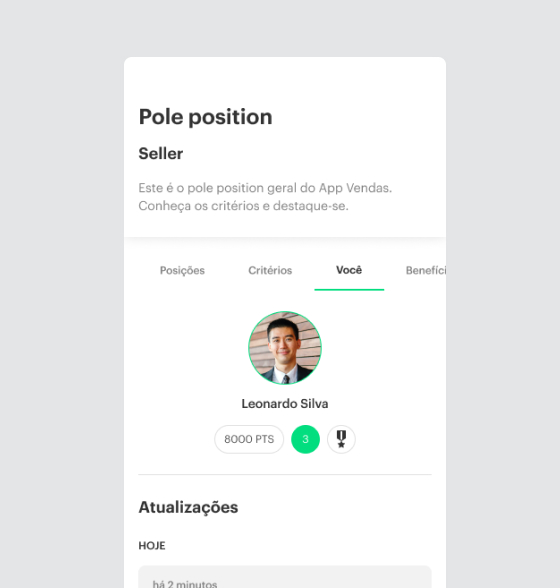 Pole position
Seller
Este é o pole position geral do App Vendas.
Conheça os critérios e destaque-se.
Posições Critérios Você Benefíci
Leonardo Silva
8000 PTS 3
Atualizações
HOJE
há 2 minutos